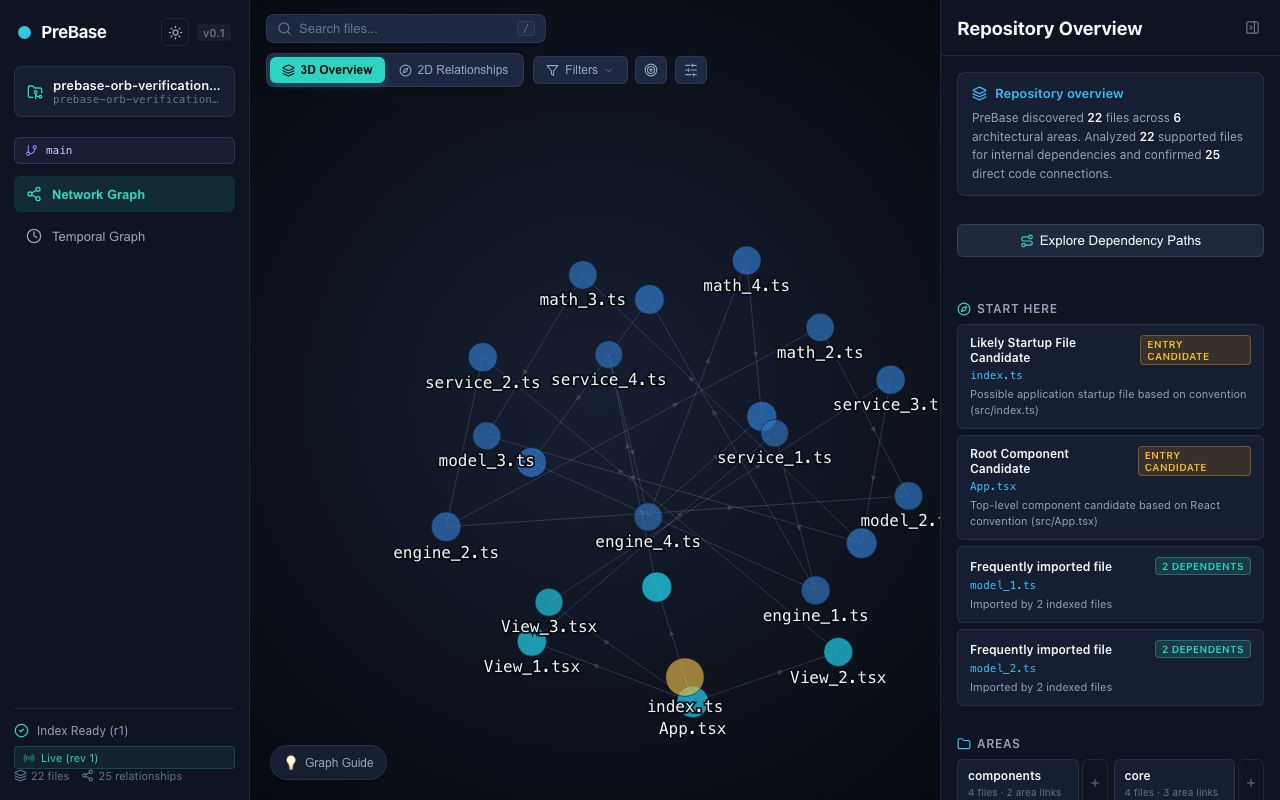 PreBase
v0.1
prebase-orb-verification...
prebase-orb-verification…
main
Network Graph
Temporal Graph
Index Ready (r1)
Live (rev 1)
22 files 25 relationships
Search files... /
3D Overview 2D Relationships Filters
math_3.ts
math_4.ts
math_2.ts
service_2.ts
service_4.ts
service_3.t
model_3.ts
service_1.ts
model_2.
engine_2.ts
engine_4.ts
engine_1.ts
View_3.tsx
View_1.tsx
View_2.tsx
index.ts
App.tsx
Graph Guide
Repository Overview
Repository overview
PreBase discovered 22 files across 6
architectural areas. Analyzed 22 supported files
for internal dependencies and confirmed 25
direct code connections.
Explore Dependency Paths
START HERE
Likely Startup File
Candidate
ENTRY
CANDIDATE
index.ts
Possible application startup file based on convention
(src/index.ts)
Root Component
Candidate
ENTRY
CANDIDATE
App.tsx
Top-level component candidate based on React
convention (src/App.tsx)
Frequently imported file
2 DEPENDENTS
model_1.ts
Imported by 2 indexed files
Frequently imported file
2 DEPENDENTS
model_2.ts
Imported by 2 indexed files
AREAS
components
4 files · 2 area links
+
core
4 files · 3 area links
+